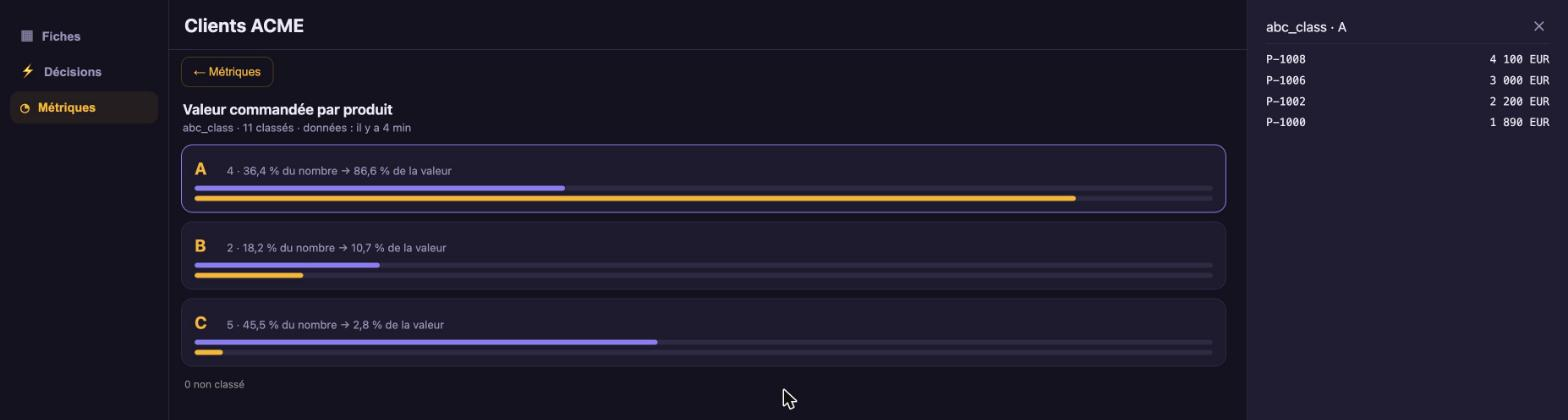 Fiches
Décisions
Métriques
Clients ACME
← Métriques
Valeur commandée par produit
abc_class · 11 classés · données : il y a 4 min
A 4 · 36,4 % du nombre → 86,6 % de la valeur
B 2 · 18,2 % du nombre → 10,7 % de la valeur
C 5 · 45,5 % du nombre → 2,8 % de la valeur
0 non classé
abc_class · A
P-1008 4 100 EUR
P-1006 3 000 EUR
P-1002 2 200 EUR
P-1000 1 890 EUR